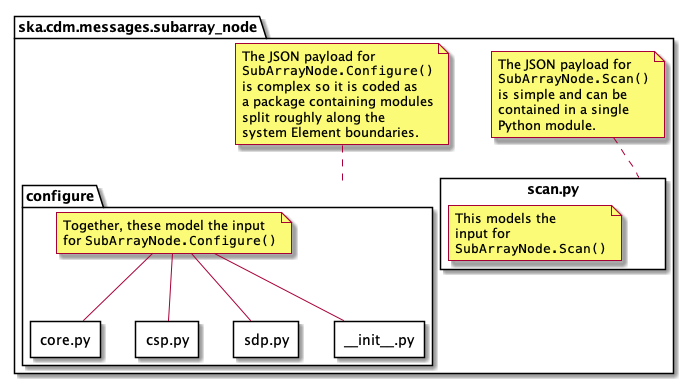 ska.cdm.messages.subarray_node
The JSON payload for
SubArrayNode.Configure()
is complex so it is coded as
a package containing modules
split roughly along the
system Element boundaries.
The JSON payload for
SubArrayNode.Scan()
is simple and can be
contained in a single
Python module.
configure
Together, these model the input
for SubArrayNode.Configure()
core.py
csp.py
sdp.py
__init__.py
scan.py
This models the
input for
SubArrayNode.Scan()